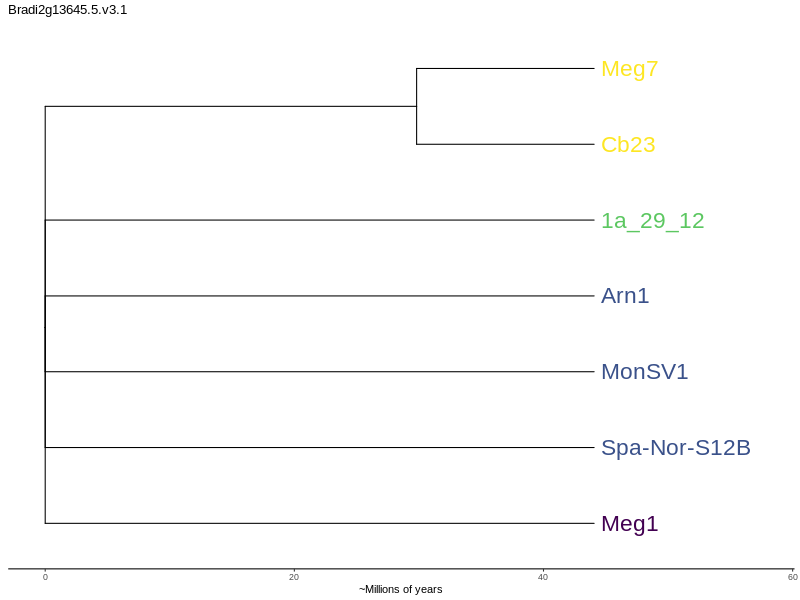 Bradi2g13645.5.v3.1
Meg7
Cb23
1a_29_12
Arn1
MonSV1
Spa-Nor-S12B
Meg1
0 20 40 60
~Millions of years